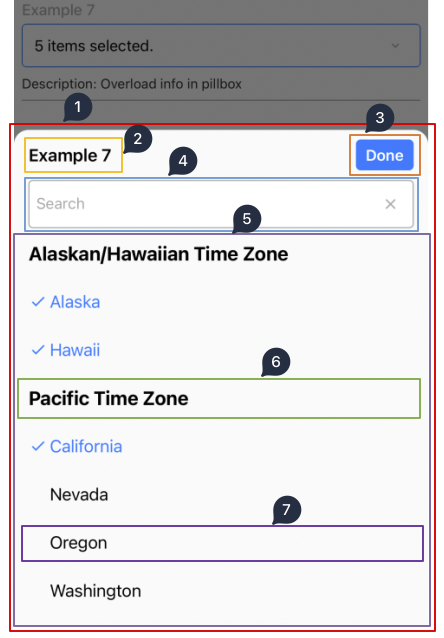 Example 7
5 items selected.
Description: Overload info in pillbox
1
2
3
Example 7
Done
4
Search
5
Alaskan/Hawaiian Time Zone
Alaska
Hawaii
6
Pacific Time Zone
California
Nevada
7
Oregon
Washington